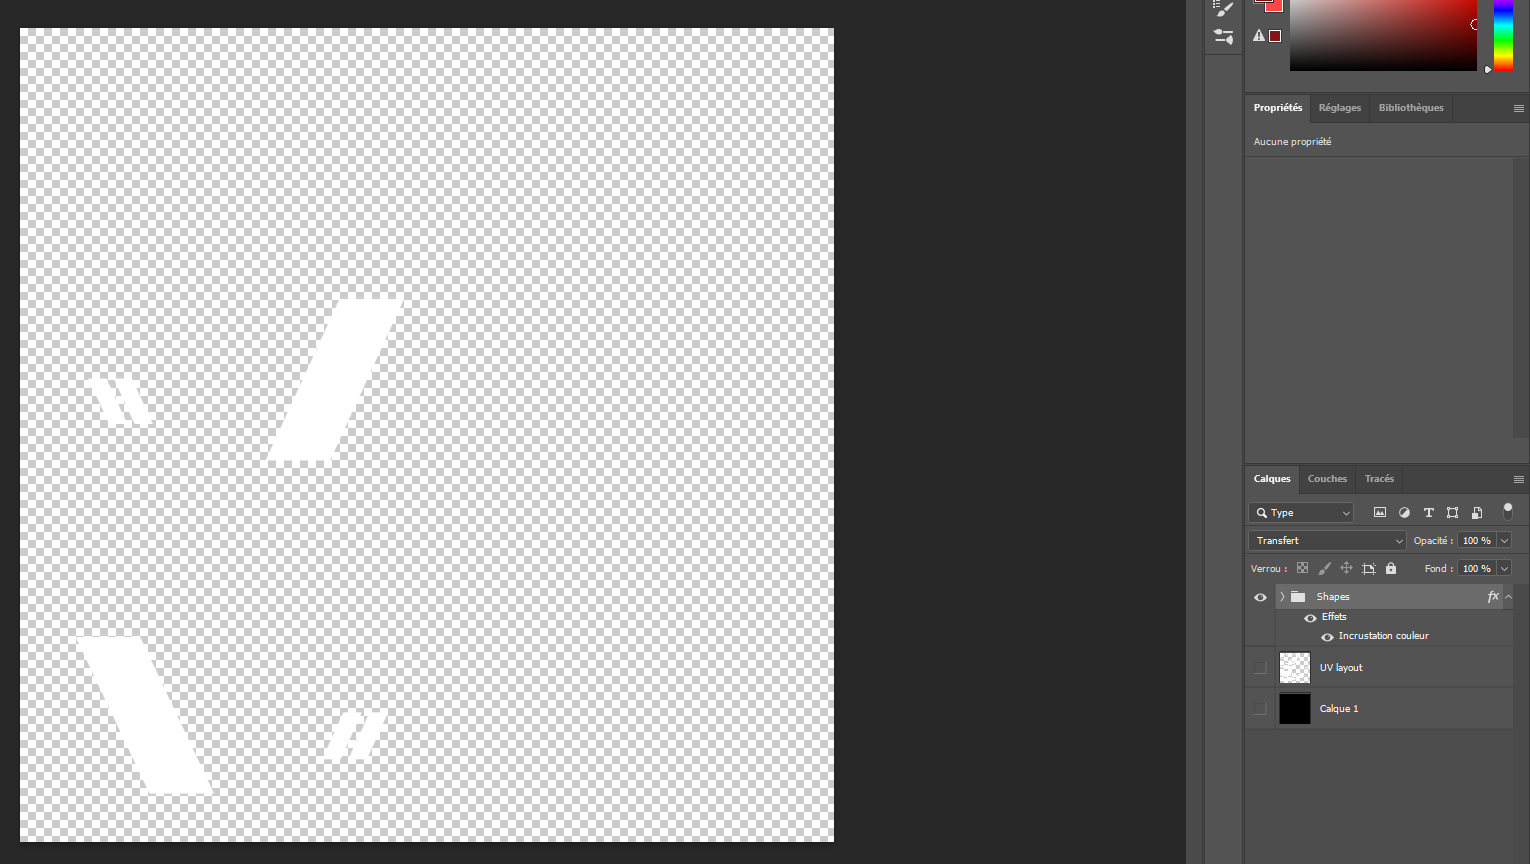 Propriétés Réglages Bibliothèques
Aucune propriété
Calques Couches Tracés
Type
Transfert Opacité : 100 %
Verrou : Fond : 100 %
Shapes fx
Effets
Incrustation couleur
UV layout
Calque 1